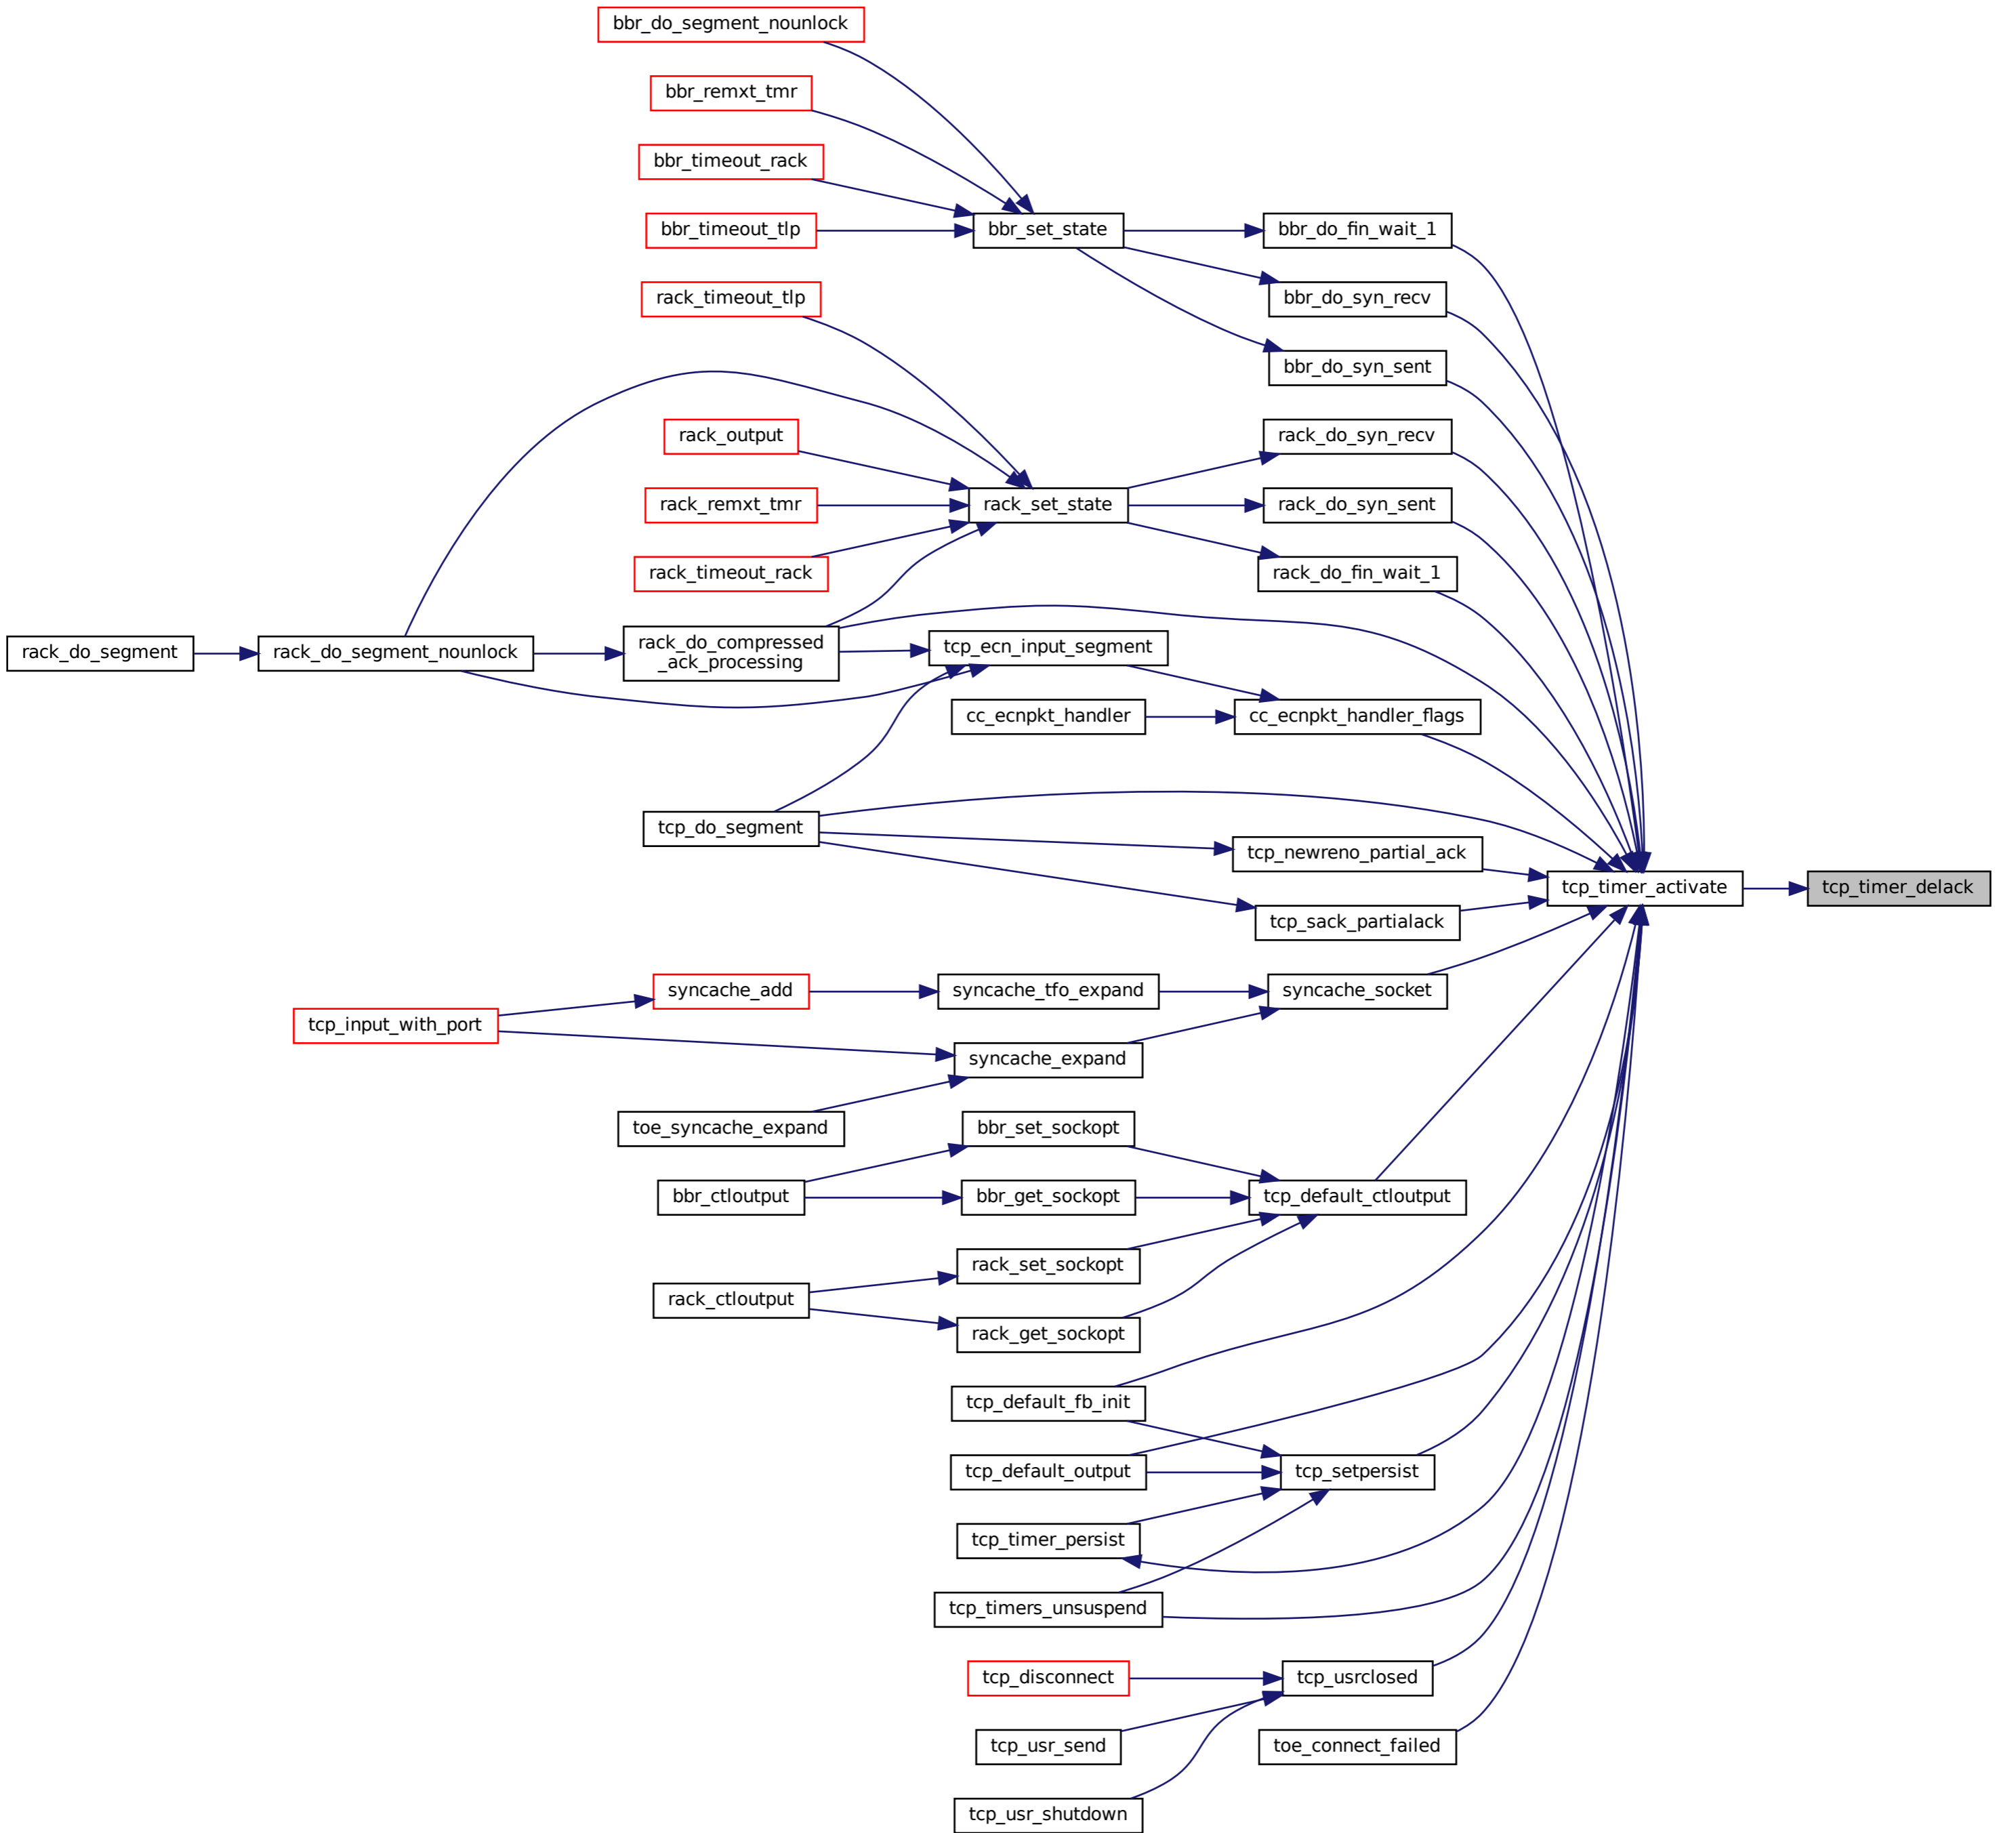 bbr_do_segment_nounlock
bbr_remxt_tmr
bbr_timeout_rack
bbr_timeout_tlp
bbr_set_state
bbr_do_fin_wait_1
rack_timeout_tlp
bbr_do_syn_recv
bbr_do_syn_sent
rack_output
rack_do_syn_recv
rack_remxt_tmr
rack_set_state
rack_do_syn_sent
rack_timeout_rack
rack_do_fin_wait_1
rack_do_segment
rack_do_segment_nounlock
rack_do_compressed
_ack_processing
tcp_ecn_input_segment
cc_ecnpkt_handler
cc_ecnpkt_handler_flags
tcp_do_segment
tcp_newreno_partial_ack
tcp_timer_activate
tcp_timer_delack
tcp_sack_partialack
syncache_add
syncache_tfo_expand
syncache_socket
tcp_input_with_port
syncache_expand
toe_syncache_expand
bbr_set_sockopt
bbr_ctloutput
bbr_get_sockopt
tcp_default_ctloutput
rack_set_sockopt
rack_ctloutput
rack_get_sockopt
tcp_default_fb_init
tcp_default_output
tcp_setpersist
tcp_timer_persist
tcp_timers_unsuspend
tcp_disconnect
tcp_usrclosed
tcp_usr_send
toe_connect_failed
tcp_usr_shutdown